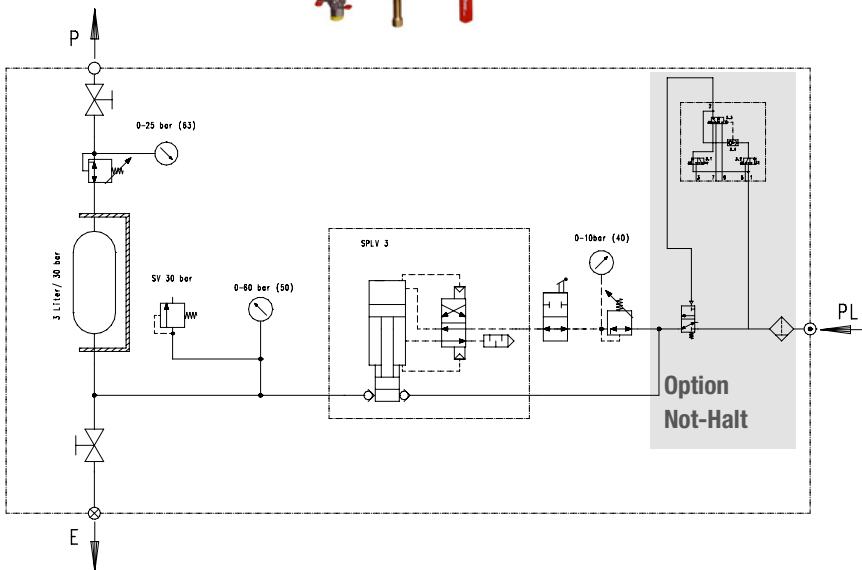 P
0-25 bar (63)
3 Liter/ 30 bar
SV 30 bar
0-60 bar (50)
SPLV 3
0-10bar (40)
PL
Option
Not-Halt
E